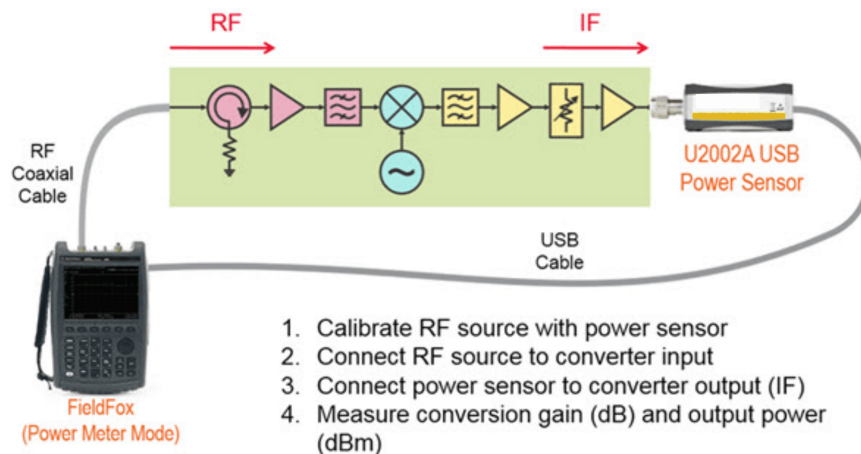 RF
IF
RF
Coaxial
Cable
U2002A USB
Power Sensor
USB
Cable
FieldFox
(Power Meter Mode)
1. Calibrate RF source with power sensor
2. Connect RF source to converter input
3. Connect power sensor to converter output (IF)
4. Measure conversion gain (dB) and output power
(dBm)